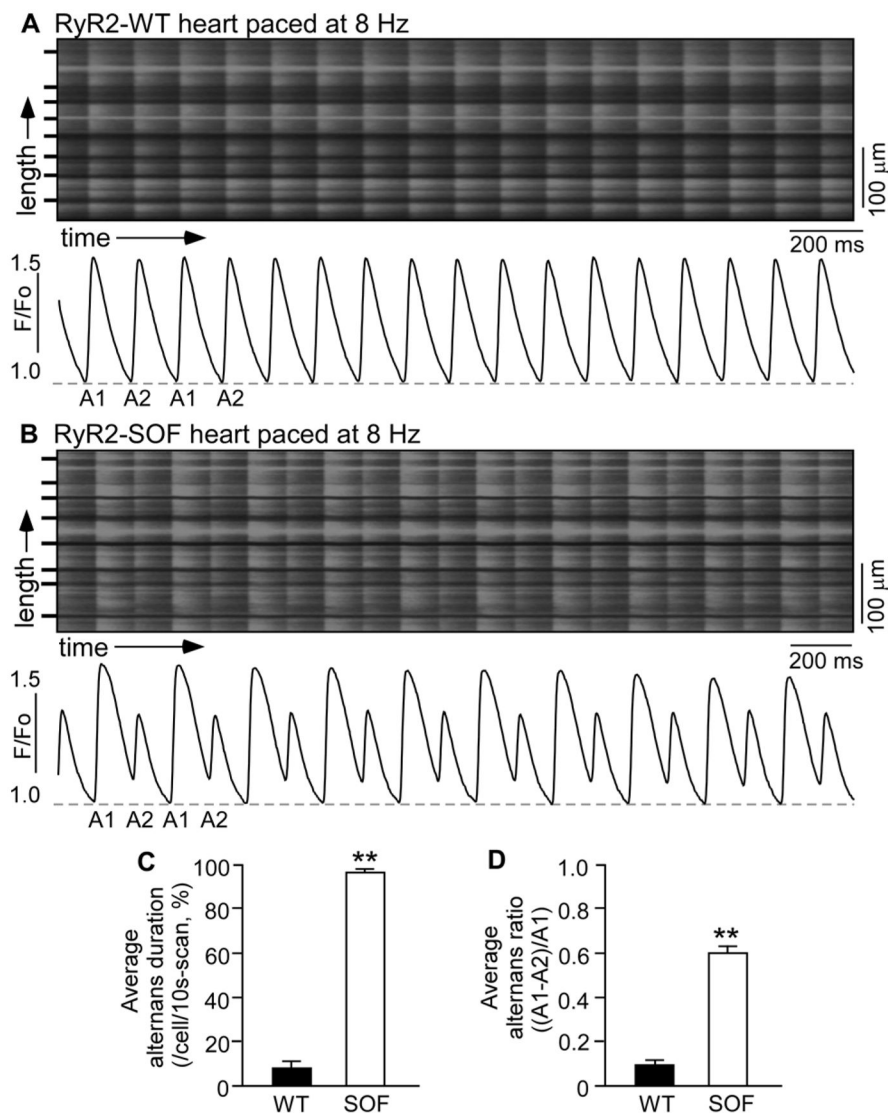 A RyR2-WT heart paced at 8 Hz
length
100 µm
time
200 ms
1.5
F/Fo
1.0
A1 A2 A1 A2
B RyR2-SOF heart paced at 8 Hz
length
100 µm
time
200 ms
1.5
F/Fo
1.0
A1 A2 A1 A2
C
Average
alternans duration
(/cell/10s-scan, %)
100
80
60
40
20
0
**
WT SOF
D
Average
alternans ratio
((A1-A2)/A1)
1.0
0.8
0.6
0.4
0.2
0
**
WT SOF